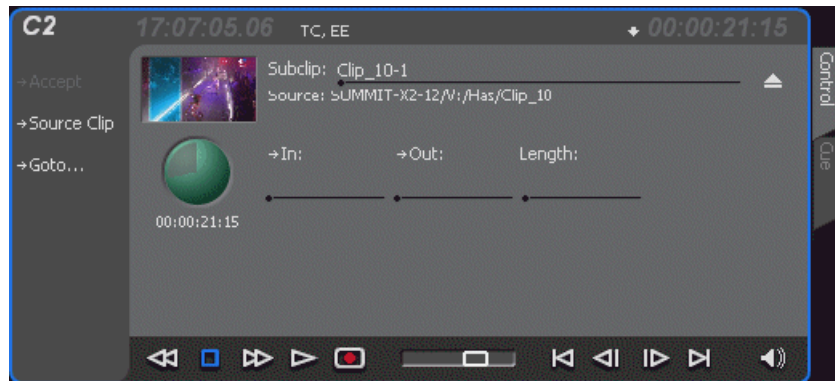 C2 17:07:05.06 TC, EE 00:00:21:15
→Accept
→Source Clip
→Goto...
Subclip: Clip_10-1
Source: SUMMIT-X2-12/V:/Has/Clip_10
→In: →Out: Length:
00:00:21:15
Control
Cue